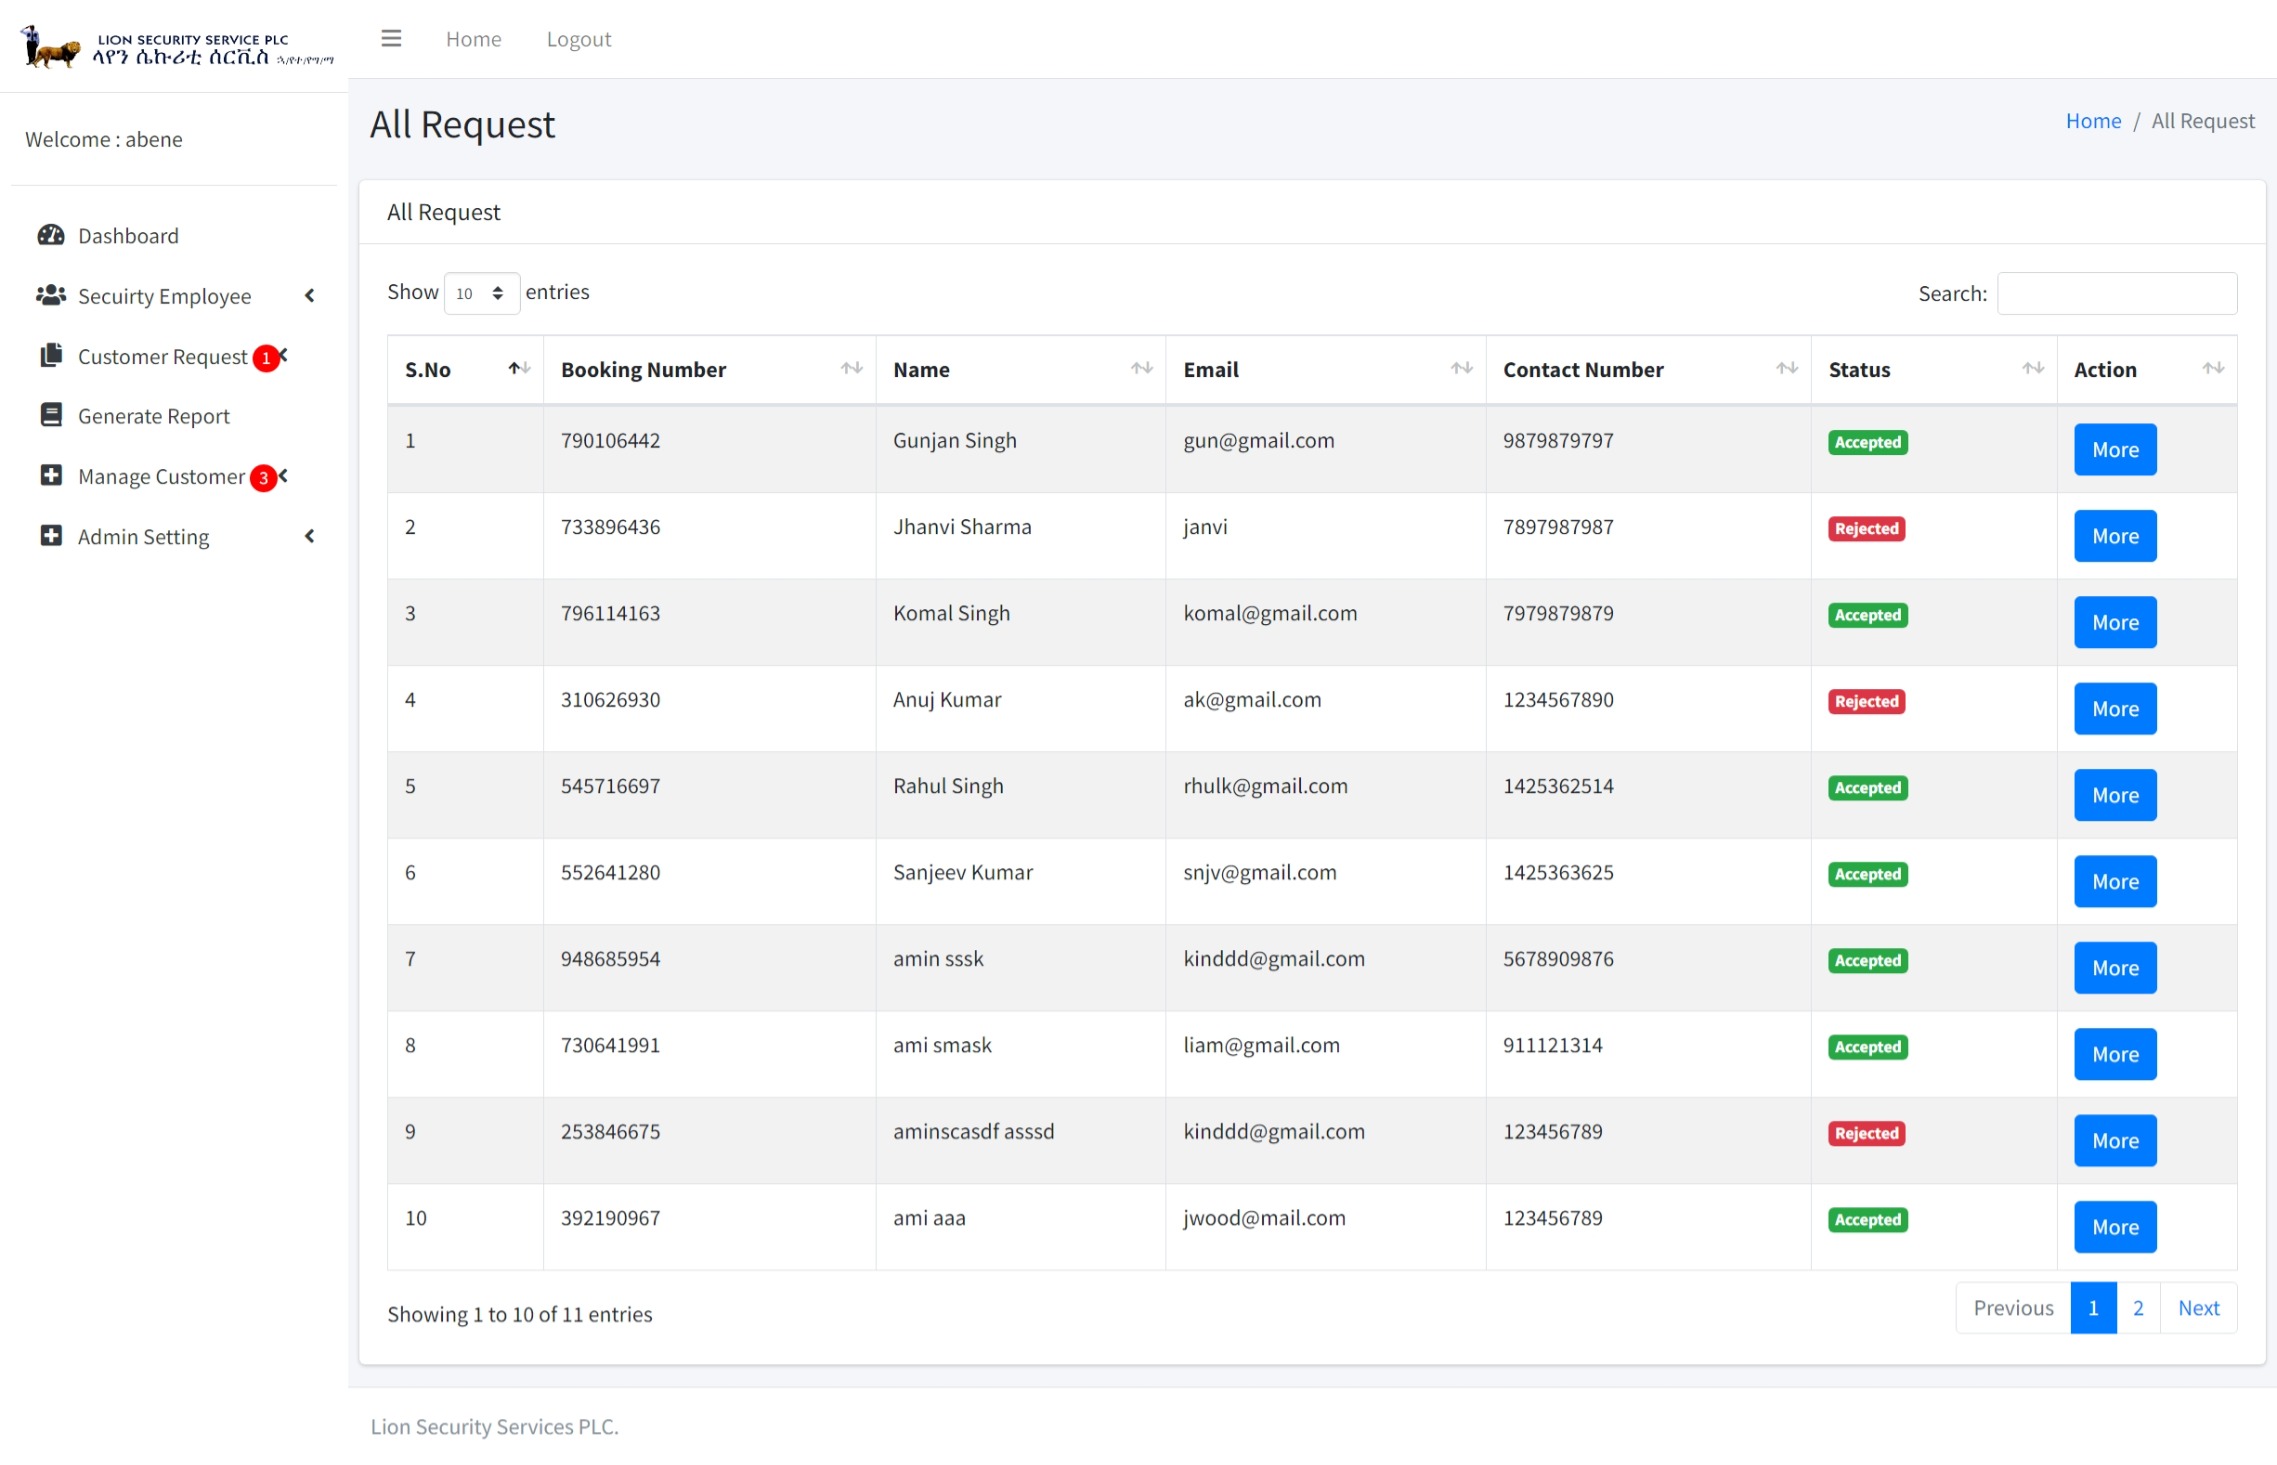 LION SECURITY SERVICE PLC
ላየን ሴኩሪቲ ሰርቪስ ኃ/የተ/የግ/ማ
Home Logout
Welcome : abene
All Request
Home / All Request
Dashboard
Secuirty Employee
Customer Request 1
Generate Report
Manage Customer 3
Admin Setting
All Request
Show 10 entries
Search:
S.No Booking Number Name Email Contact Number Status Action
1 790106442 Gunjan Singh gun@gmail.com 9879879797 Accepted More
2 733896436 Jhanvi Sharma janvi 7897987987 Rejected More
3 796114163 Komal Singh komal@gmail.com 7979879879 Accepted More
4 310626930 Anuj Kumar ak@gmail.com 1234567890 Rejected More
5 545716697 Rahul Singh rhulk@gmail.com 1425362514 Accepted More
6 552641280 Sanjeev Kumar snjv@gmail.com 1425363625 Accepted More
7 948685954 amin sssk kinddd@gmail.com 5678909876 Accepted More
8 730641991 ami smask liam@gmail.com 911121314 Accepted More
9 253846675 aminscasdf asssd kinddd@gmail.com 123456789 Rejected More
10 392190967 ami aaa jwood@mail.com 123456789 Accepted More
Showing 1 to 10 of 11 entries
Previous 1 2 Next
Lion Security Services PLC.